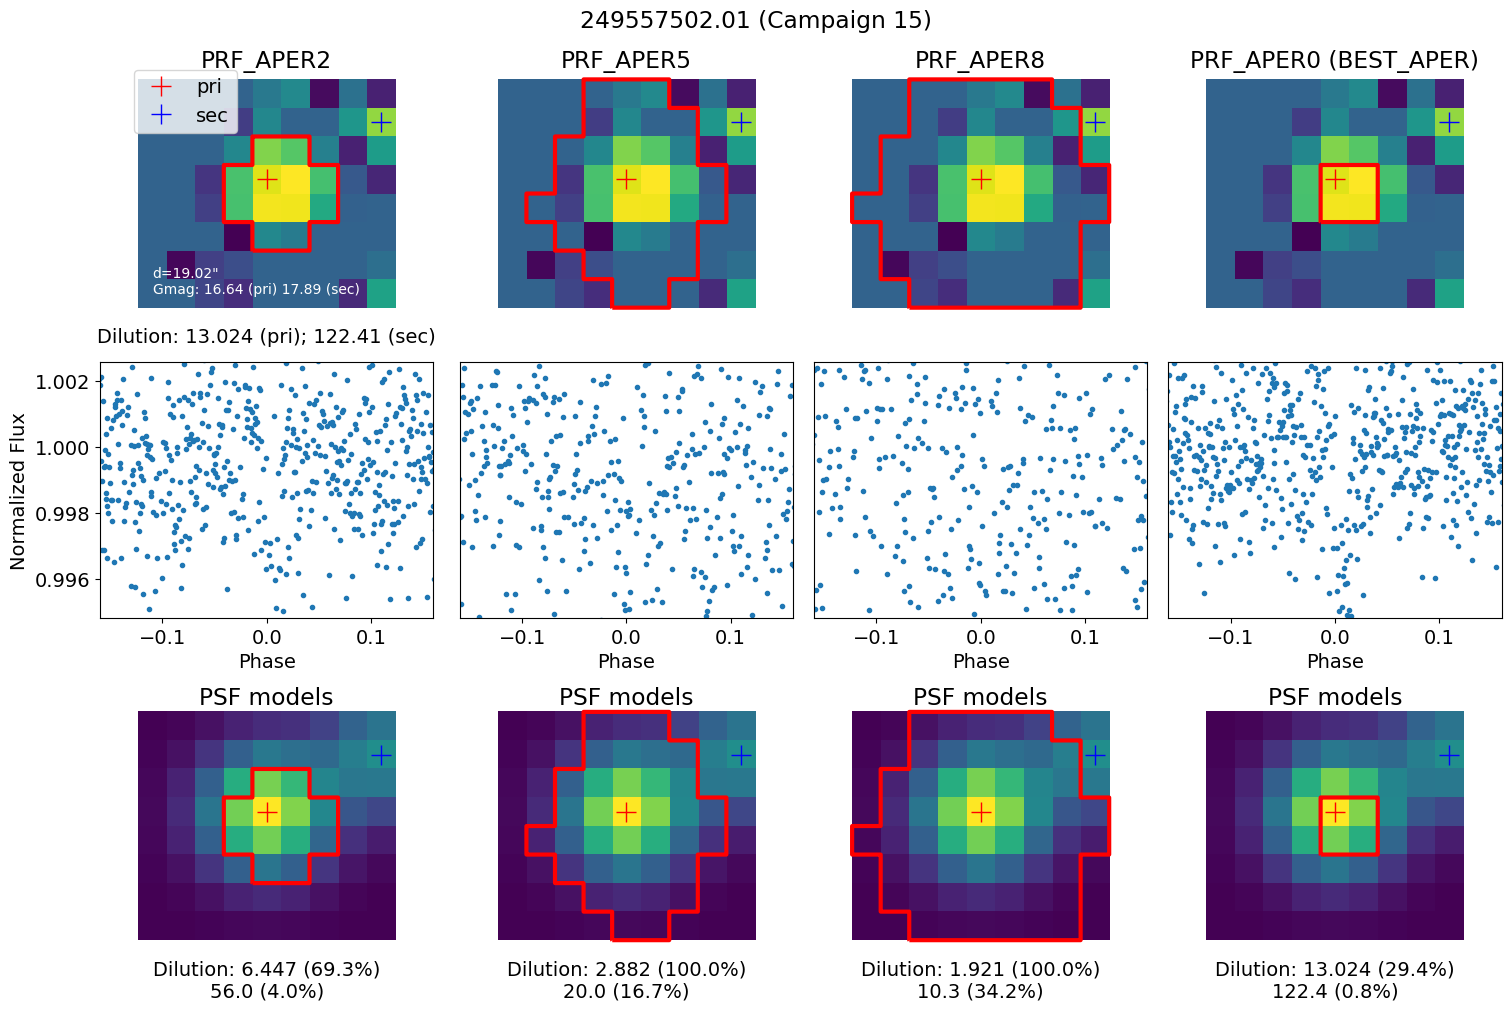 249557502.01 (Campaign 15)
PRF_APER2
PRF_APER5
PRF_APER8
PRF_APER0 (BEST_APER)
pri
sec
d=19.02"
Gmag: 16.64 (pri) 17.89 (sec)
Dilution: 13.024 (pri); 122.41 (sec)
Normalized Flux
1.002
1.000
0.998
0.996
−0.1 0.0 0.1
−0.1 0.0 0.1
−0.1 0.0 0.1
−0.1 0.0 0.1
Phase
Phase
Phase
Phase
PSF models
PSF models
PSF models
PSF models
Dilution: 6.447 (69.3%)
56.0 (4.0%)
Dilution: 2.882 (100.0%)
20.0 (16.7%)
Dilution: 1.921 (100.0%)
10.3 (34.2%)
Dilution: 13.024 (29.4%)
122.4 (0.8%)